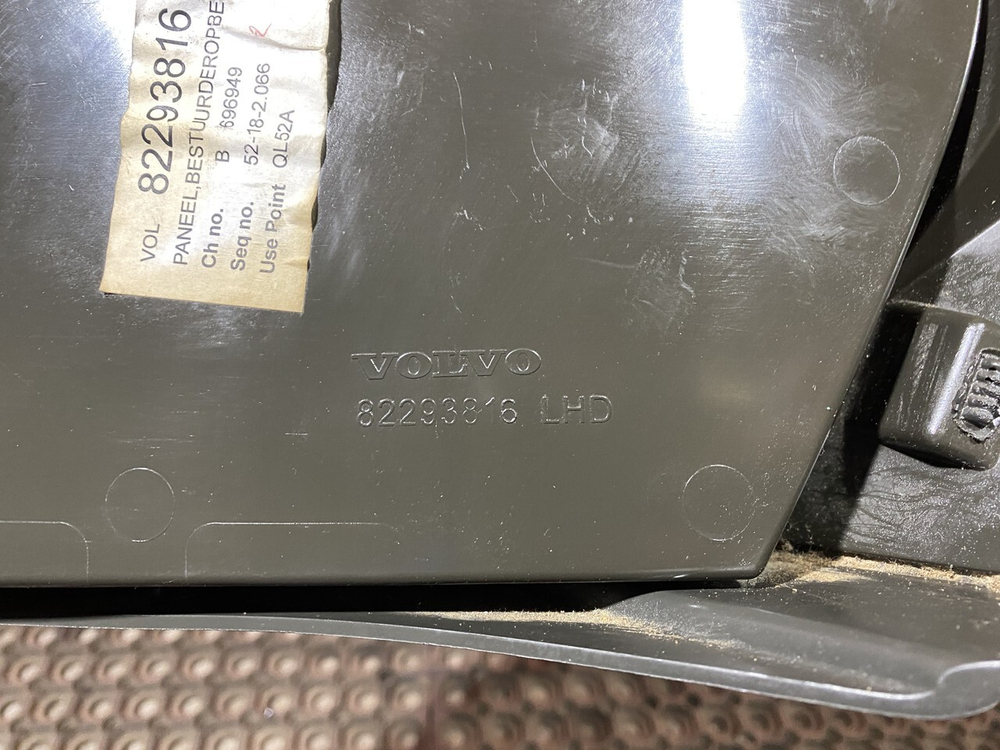 VOL 82293816
PANEEL,BESTUURDEROPBE
Ch no. B 696949
Seq no. 52-18-2.066
Use Point QL52A
VOLVO
82293816 LHD